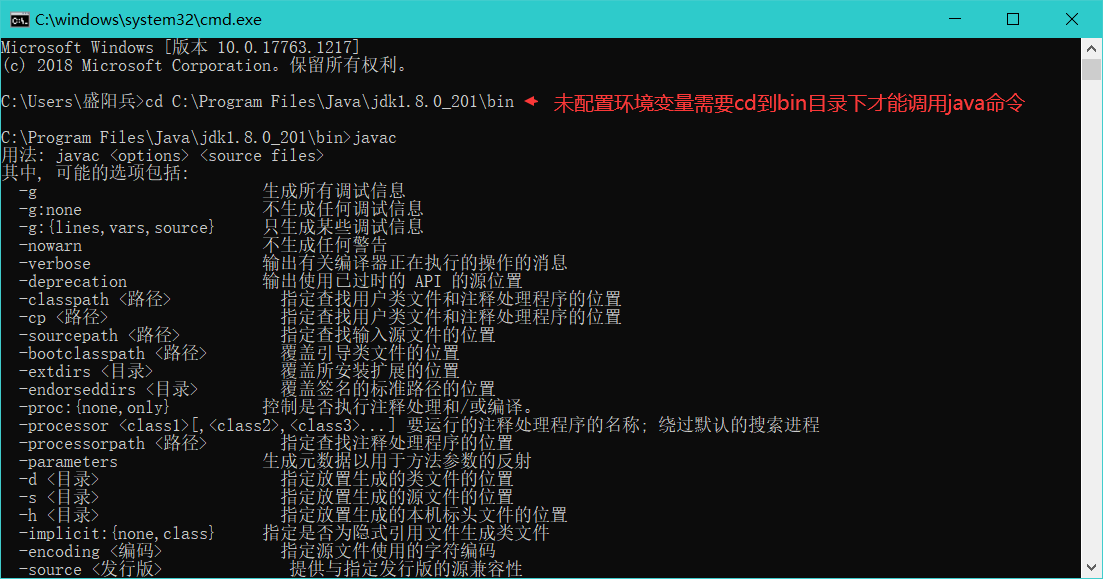 C:\windows\system32\cmd.exe
Microsoft Windows [版本 10.0.17763.1217]
(c) 2018 Microsoft Corporation。保留所有权利。
C:\Users\盛阳兵>cd C:\Program Files\Java\jdk1.8.0_201\bin 未配置环境变量需要cd到bin目录下才能调用java命令
C:\Program Files\Java\jdk1.8.0_201\bin>javac
用法: javac <options> <source files>
其中, 可能的选项包括:
-g 生成所有调试信息
-g:none 不生成任何调试信息
-g:{lines,vars,source} 只生成某些调试信息
-nowarn 不生成任何警告
-verbose 输出有关编译器正在执行的操作的消息
-deprecation 输出使用已过时的 API 的源位置
-classpath <路径> 指定查找用户类文件和注释处理程序的位置
-cp <路径> 指定查找用户类文件和注释处理程序的位置
-sourcepath <路径> 指定查找输入源文件的位置
-bootclasspath <路径> 覆盖引导类文件的位置
-extdirs <目录> 覆盖所安装扩展的位置
-endorseddirs <目录> 覆盖签名的标准路径的位置
-proc:{none,only} 控制是否执行注释处理和/或编译。
-processor <class1>[,<class2>,<class3>...] 要运行的注释处理程序的名称; 绕过默认的搜索进程
-processorpath <路径> 指定查找注释处理程序的位置
-parameters 生成元数据以用于方法参数的反射
-d <目录> 指定放置生成的类文件的位置
-s <目录> 指定放置生成的源文件的位置
-h <目录> 指定放置生成的本机标头文件的位置
-implicit:{none,class} 指定是否为隐式引用文件生成类文件
-encoding <编码> 指定源文件使用的字符编码
-source <发行版> 提供与指定发行版的源兼容性